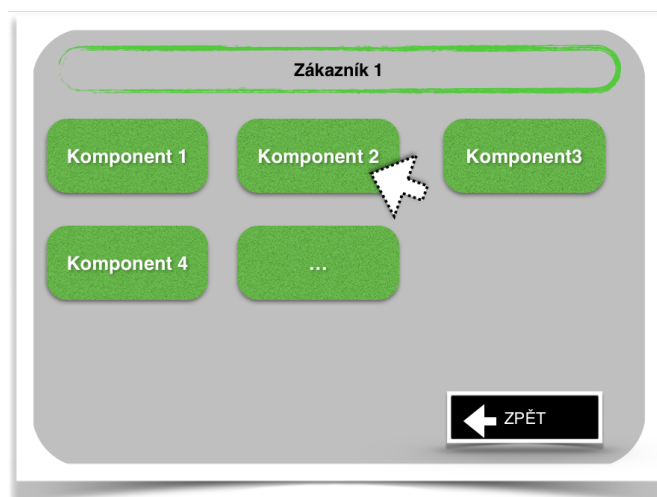 Zákazník 1
Komponent 1
Komponent 2
Komponent3
Komponent 4
...
ZPĚT